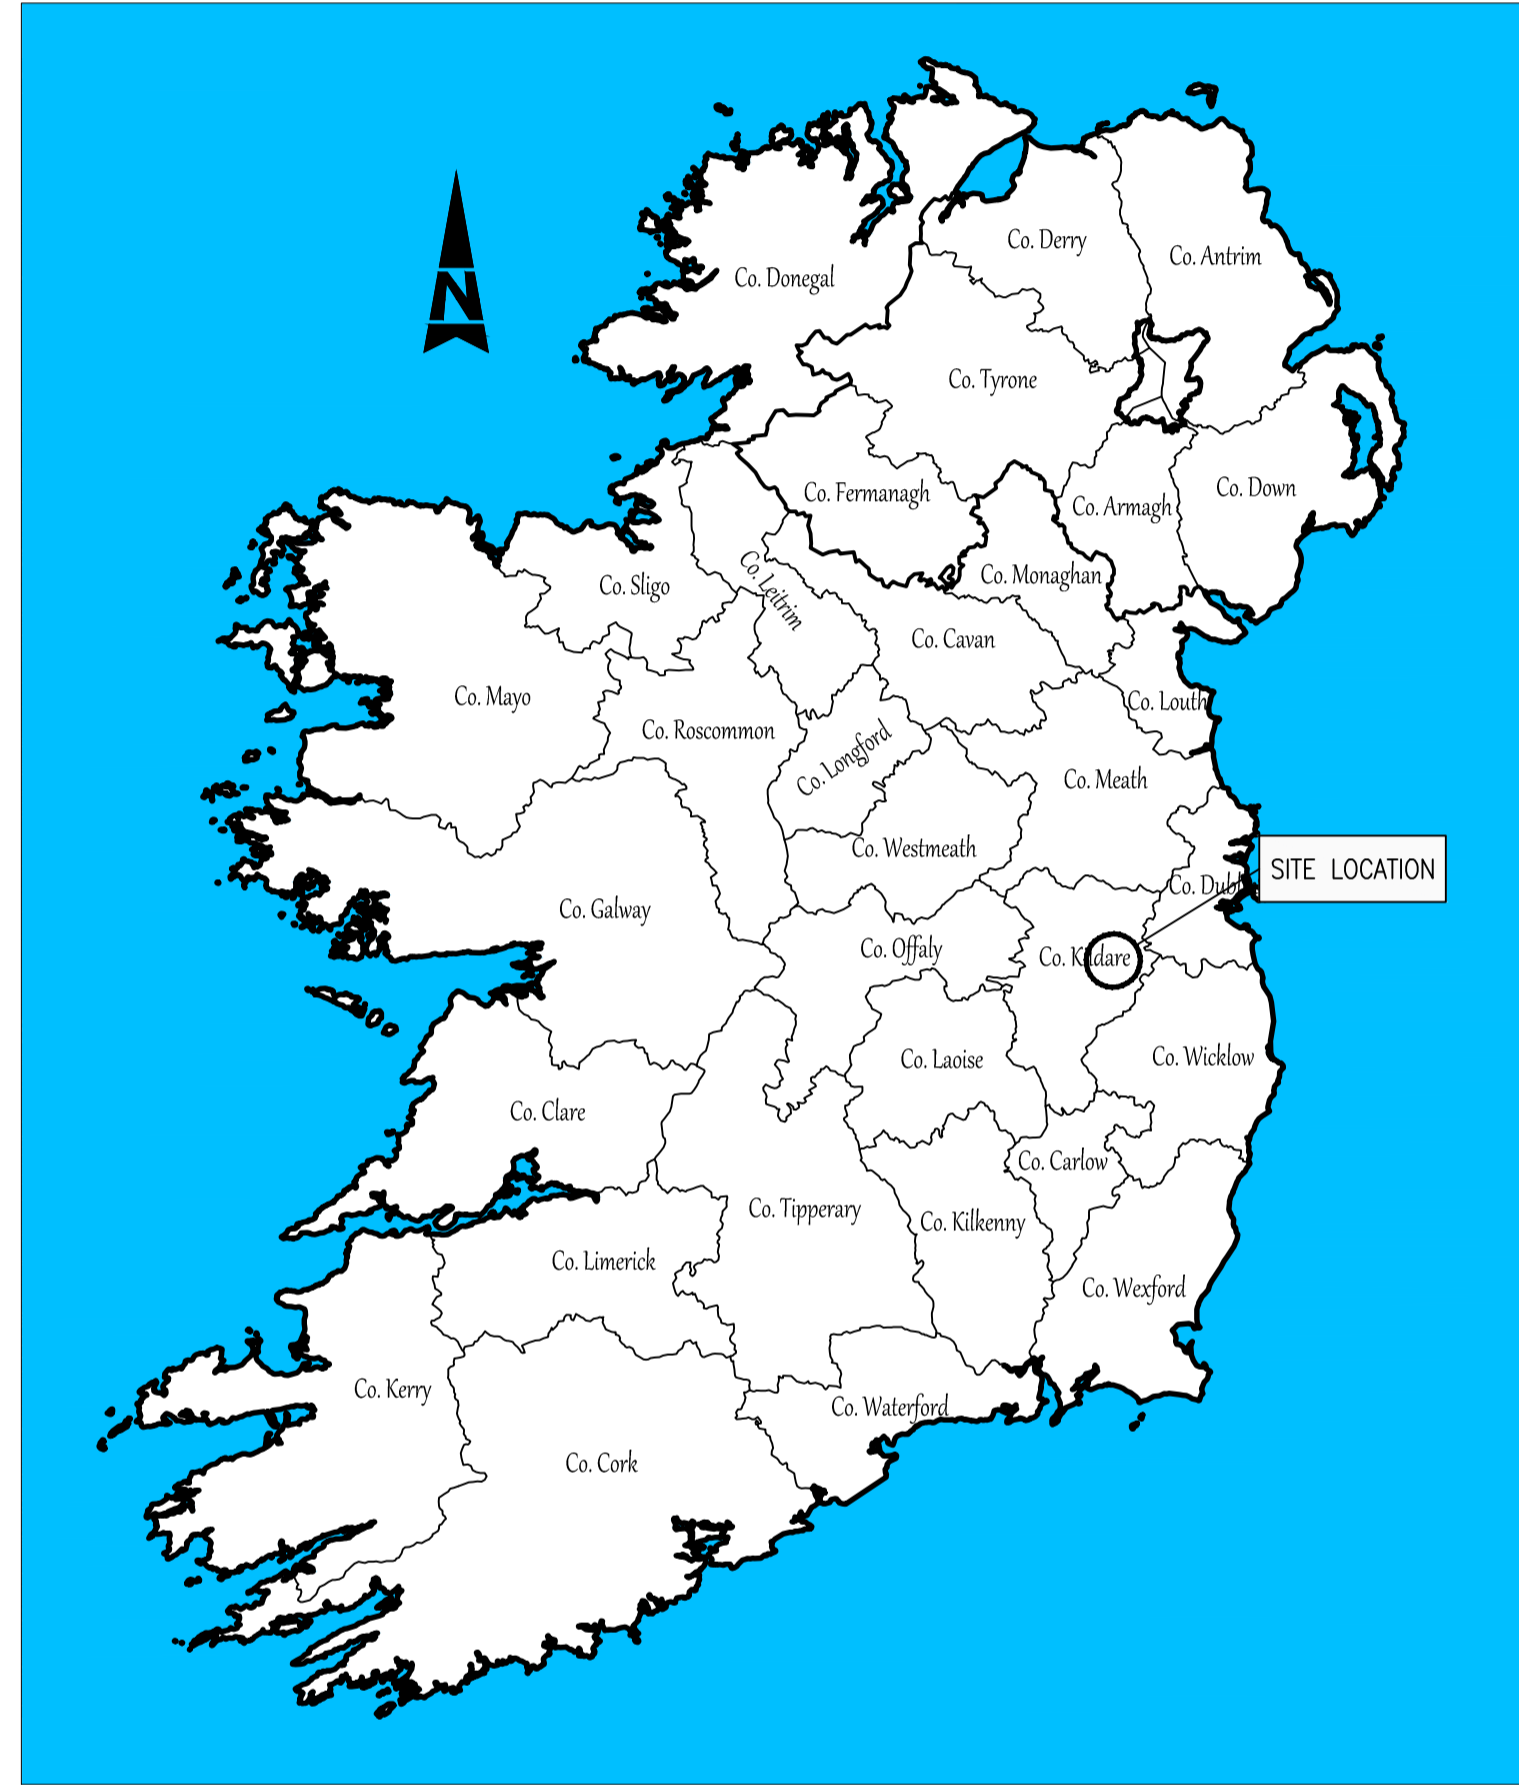 Co. Derry
Co. Antrim
Co. Donegal
N
Co. Tyrone
Co. Fermanagh
Co. Armagh
Co. Down
Co. Sligo
Co. Leitrim
Co. Monaghan
Co. Cavan
Co. Mayo
Co. Roscommon
Co. Longford
Co. Louth
Co. Meath
Co. Westmeath
SITE LOCATION
Co. Dubl
Co. Galway
Co. Offaly
Co. Kildare
Co. Laoise
Co. Wicklow
Co. Clare
Co. Carlow
Co. Tipperary
Co. Kilkenny
Co. Limerick
Co. Wexford
Co. Kerry
Co. Waterford
Co. Cork